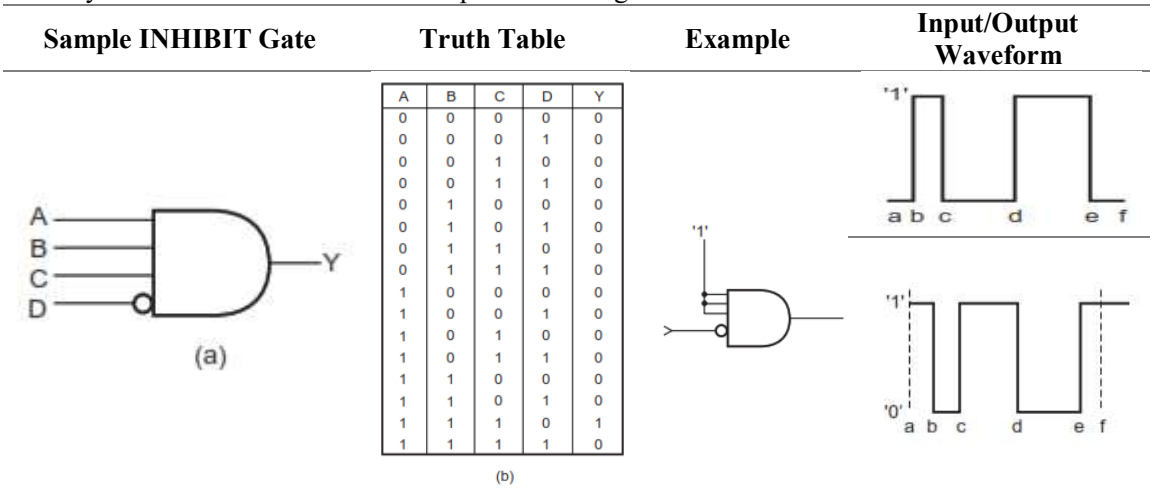 Sample INHIBIT Gate Truth Table Example Input/Output Waveform
A B C D Y
0 0 0 0 0
0 0 0 1 0
0 0 1 0 0
0 0 1 1 0
0 1 0 0 0
0 1 0 1 0
0 1 1 0 0
0 1 1 1 0
1 0 0 0 0
1 0 0 1 0
1 0 1 0 0
1 0 1 1 0
1 1 0 0 0
1 1 0 1 0
1 1 1 0 1
1 1 1 1 0
(b)
A
B
C
D
Y
(a)
'1'
'1'
a b c d e f
'1'
'0'
a b c d e f